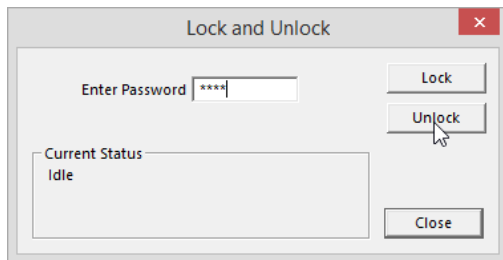 Lock and Unlock
Enter Password ****
Lock
Unlock
Current Status
Idle
Close